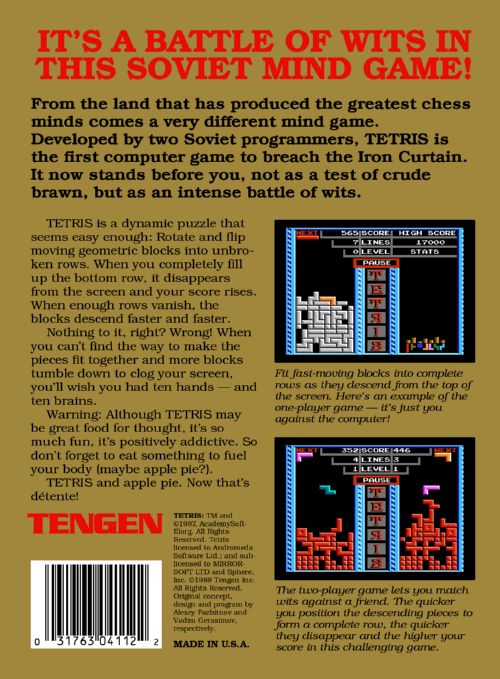 IT'S A BATTLE OF WITS IN
THIS SOVIET MIND GAME!
From the land that has produced the greatest chess
minds comes a very different mind game.
Developed by two Soviet programmers, TETRIS is
the first computer game to breach the Iron Curtain.
It now stands before you, not as a test of crude
brawn, but as an intense battle of wits.
TETRIS is a dynamic puzzle that
seems easy enough: Rotate and flip
moving geometric blocks into unbro-
ken rows. When you completely fill
up the bottom row, it disappears
from the screen and your score rises.
When enough rows vanish, the
blocks descend faster and faster.
Nothing to it, right? Wrong! When
you can't find the way to make the
pieces fit together and more blocks
tumble down to clog your screen,
you'll wish you had ten hands — and
ten brains.
Warning: Although TETRIS may
be great food for thought, it's so
much fun, it's positively addictive. So
don't forget to eat something to fuel
your body (maybe apple pie?).
TETRIS and apple pie. Now that's
détente!
NEXT 565 SCORE HIGH SCORE
7 LINES 17000
0 LEVEL STATS
PAUSE
TETRIS
Fit fast-moving blocks into complete
rows as they descend from the top of
the screen. Here's an example of the
one-player game — it's just you
against the computer!
NEXT 352 SCORE 446 NEXT
4 LINES 3
1 LEVEL 1
PAUSE
TETRIS
The two-player game lets you match
wits against a friend. The quicker
you position the descending pieces to
form a complete row, the quicker
they disappear and the higher your
score in this challenging game.
TENGEN
TETRIS: TM and
©1987, AcademySoft-
Elorg. All Rights
Reserved. Tetris
licensed to Andromeda
Software Ltd.; and sub-
licensed to MIRROR-
SOFT LTD and Sphere,
Inc. ©1988 Tengen Inc.
All Rights Reserved.
Original concept,
design and program by
Alexey Pazhitnov and
Vadim Gerasimov,
respectively.
MADE IN U.S.A.
0 31763 04112 2